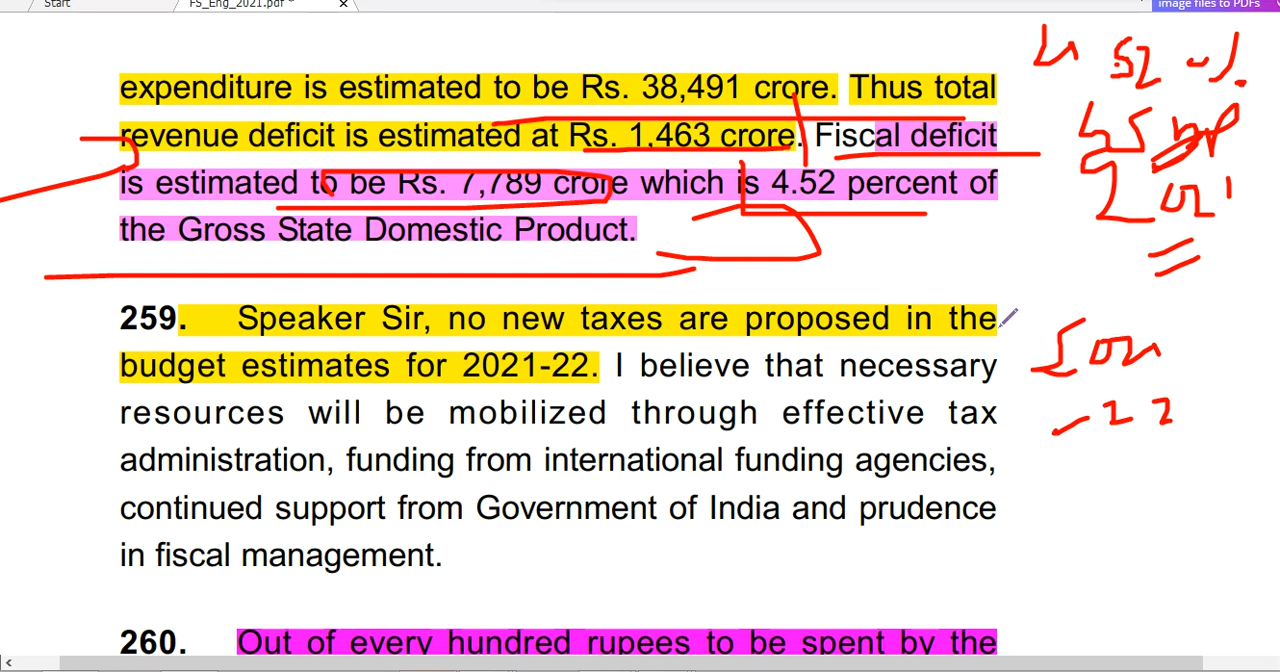 Start
FS_Eng_2021.pdf *
image files to PDFs
expenditure is estimated to be Rs. 38,491 crore. Thus total
revenue deficit is estimated at Rs. 1,463 crore. Fiscal deficit
is estimated to be Rs. 7,789 crore which is 4.52 percent of
the Gross State Domestic Product.
259. Speaker Sir, no new taxes are proposed in the
budget estimates for 2021-22. I believe that necessary
resources will be mobilized through effective tax
administration, funding from international funding agencies,
continued support from Government of India and prudence
in fiscal management.
260. Out of every hundred rupees to be spent by the
52 %
-22